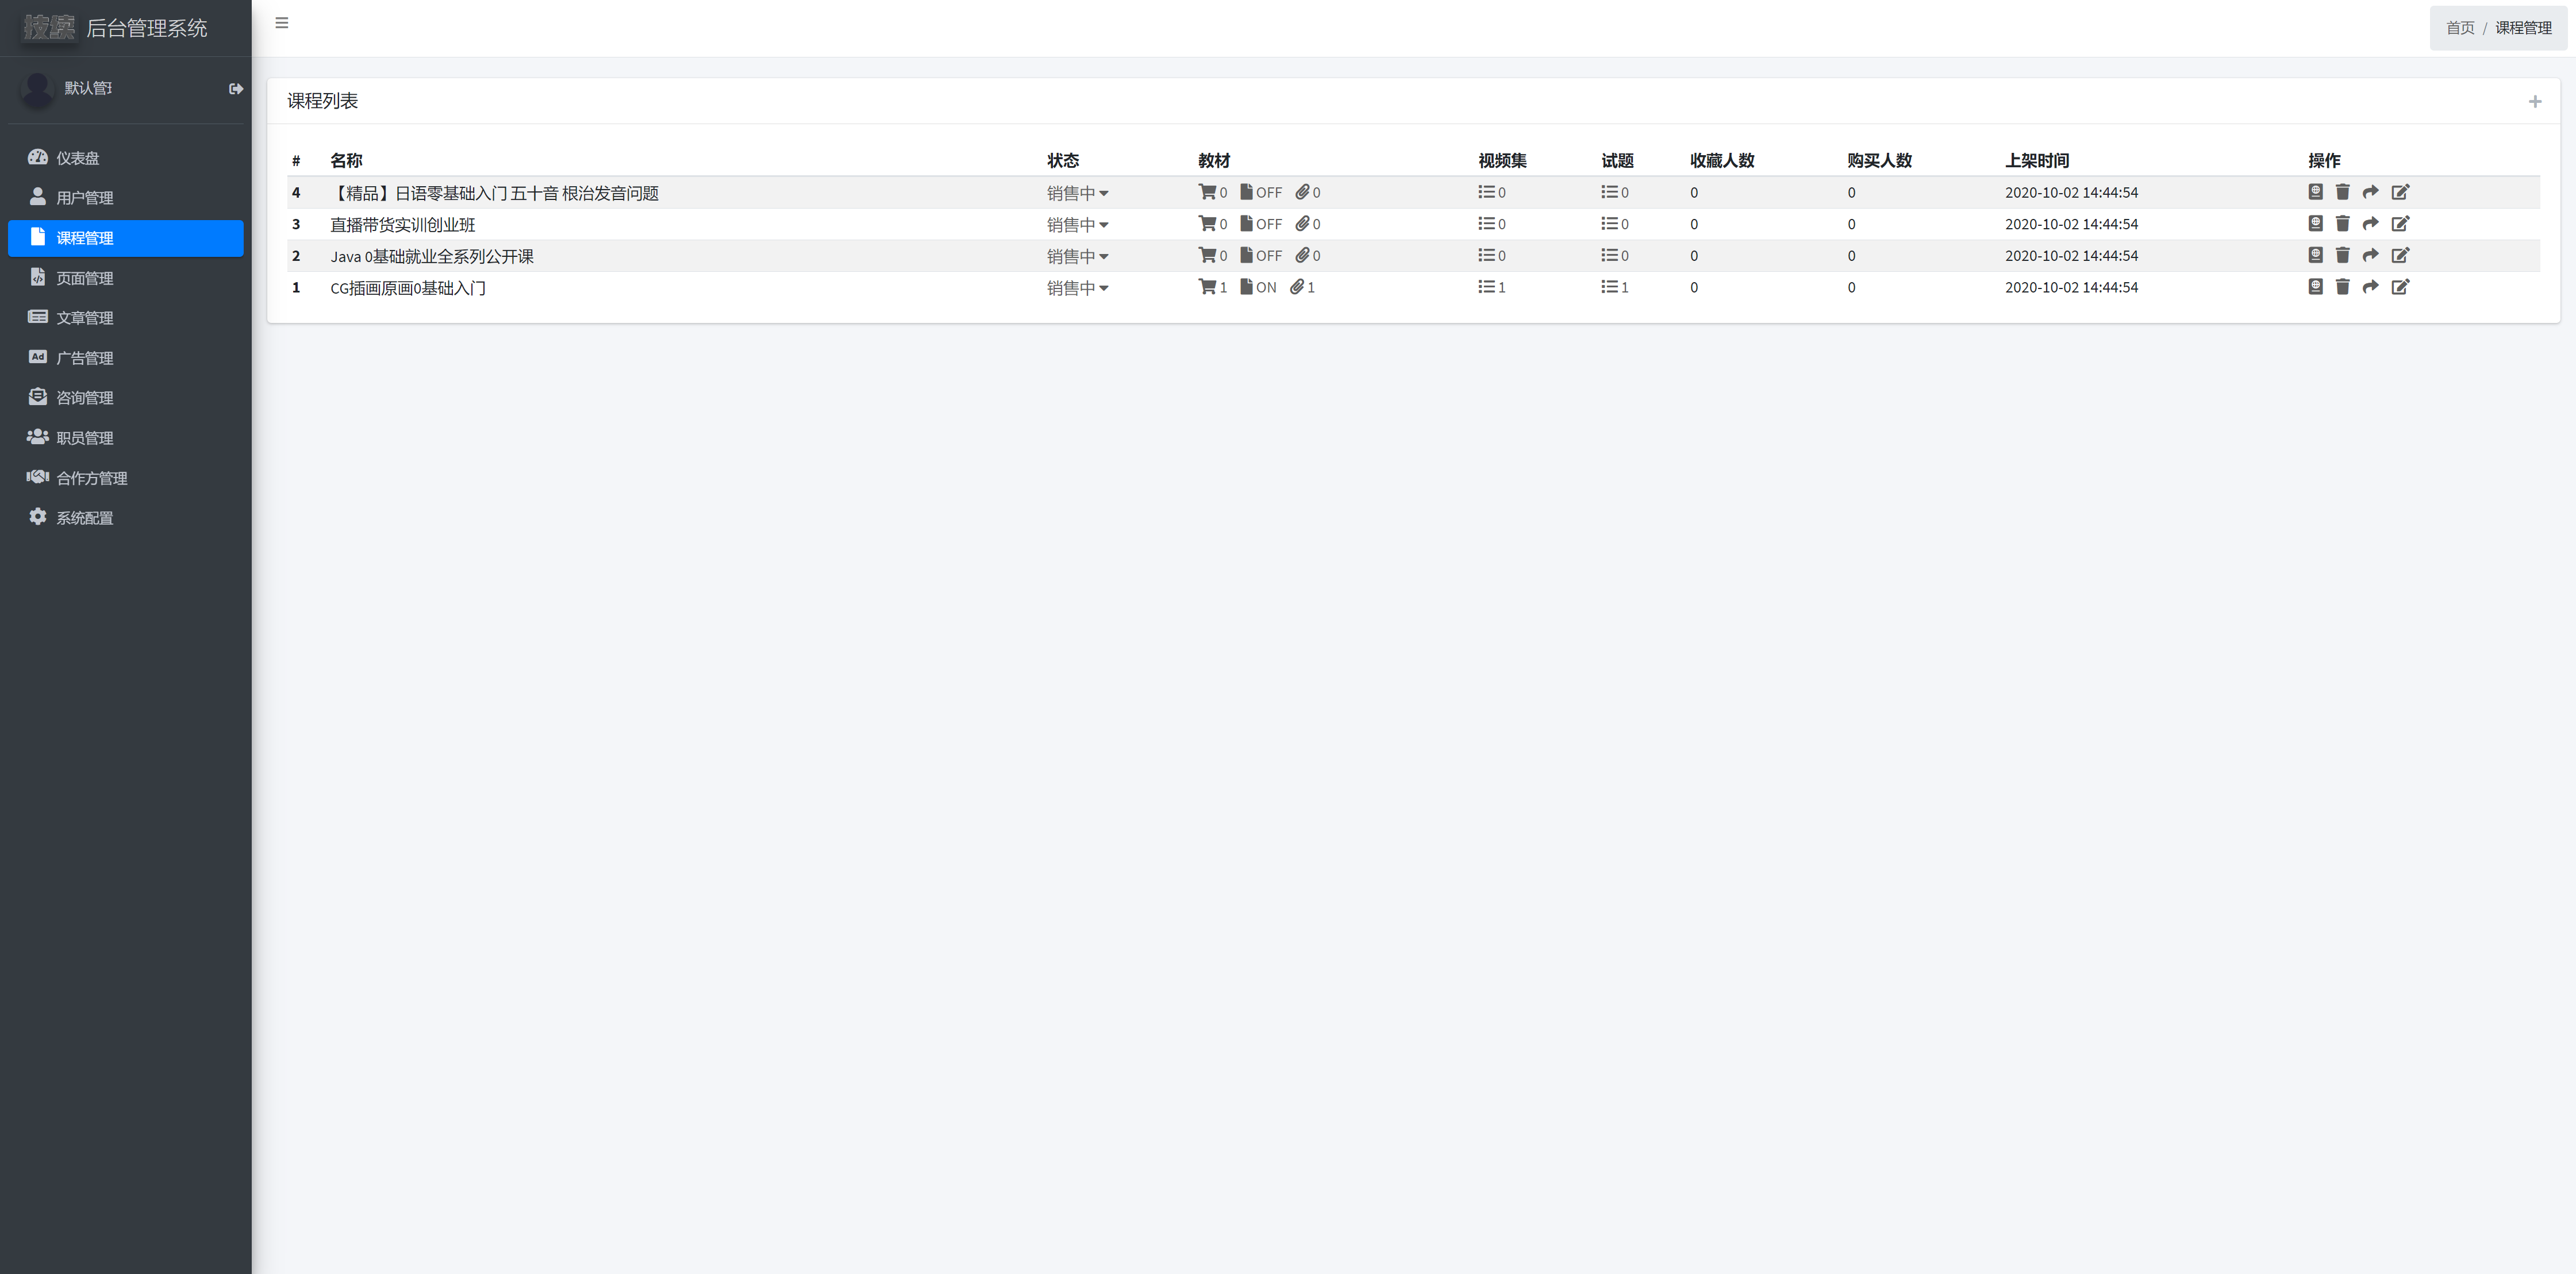 技续 后台管理系统
首页 / 课程管理
默认管
仪表盘
用户管理
课程管理
页面管理
文章管理
Ad 广告管理
咨询管理
职员管理
合作方管理
系统配置
课程列表
# 名称 状态 教材 视频集 试题 收藏人数 购买人数 上架时间 操作
4 【精品】日语零基础入门 五十音 根治发音问题 销售中 0 OFF 0 0 0 0 0 2020-10-02 14:44:54
3 直播带货实训创业班 销售中 0 OFF 0 0 0 0 0 2020-10-02 14:44:54
2 Java 0基础就业全系列公开课 销售中 0 OFF 0 0 0 0 0 2020-10-02 14:44:54
1 CG插画原画0基础入门 销售中 1 ON 1 1 1 0 0 2020-10-02 14:44:54